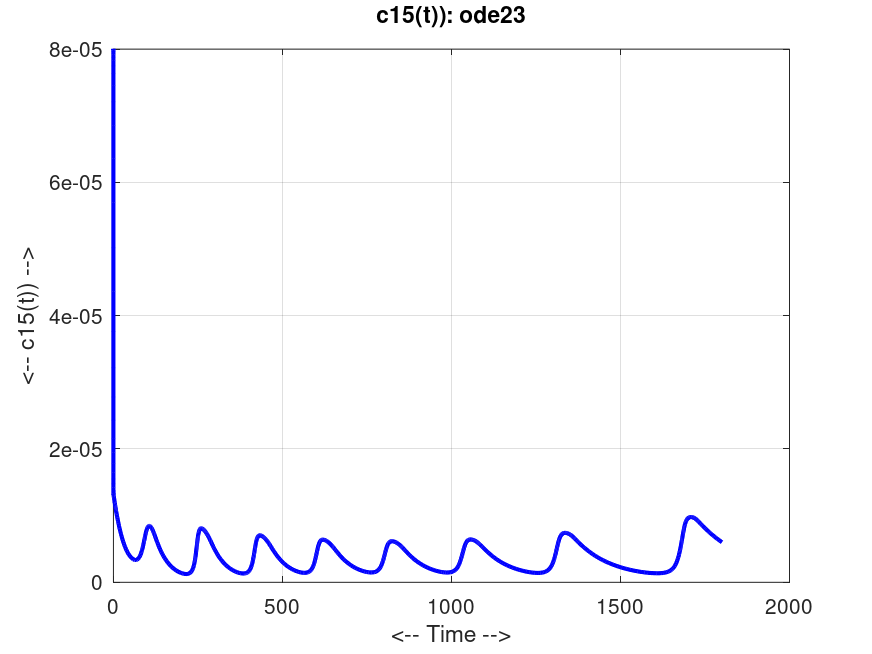 c15(t)): ode23
8e-05
6e-05
4e-05
2e-05
0
<-- c15(t)) -->
0
500
1000
1500
2000
<-- Time -->